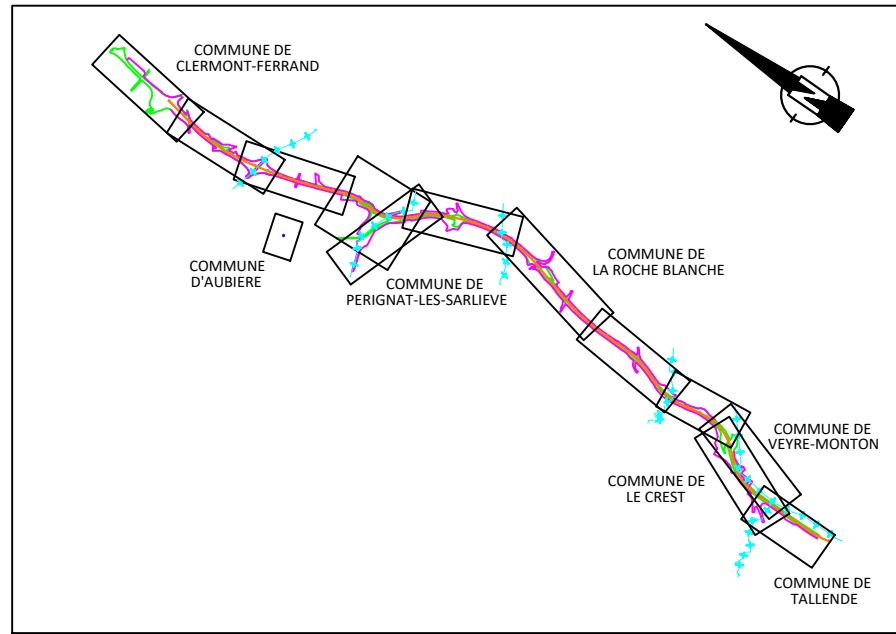 COMMUNE DE
CLERMONT-FERRAND
COMMUNE
D'AUBIERE
COMMUNE DE
PERIGNAT-LES-SARLIEVE
COMMUNE DE
LA ROCHE BLANCHE
COMMUNE DE
VEYRE-MONTON
COMMUNE DE
LE CREST
COMMUNE DE
TALLENDE